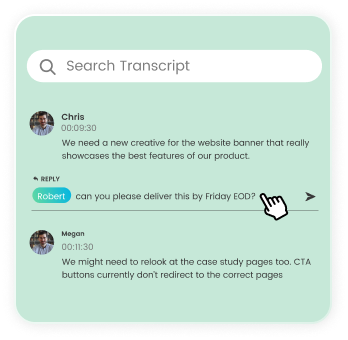 Search Transcript
Chris
00:09:30
We need a new creative for the website banner that really
showcases the best features of our product.
REPLY
Robert can you please deliver this by Friday EOD?
Megan
00:11:30
We might need to relook at the case study pages too. CTA
buttons currently don't redirect to the correct pages